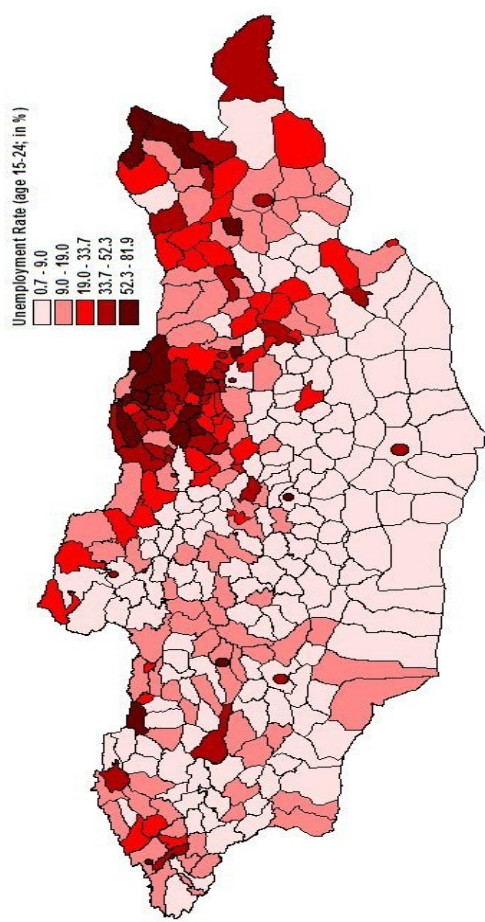 Unemployment Rate (age 15-24; in %)
0.7 - 9.0
9.0 - 19.0
19.0 - 33.7
33.7 - 52.3
52.3 - 81.9